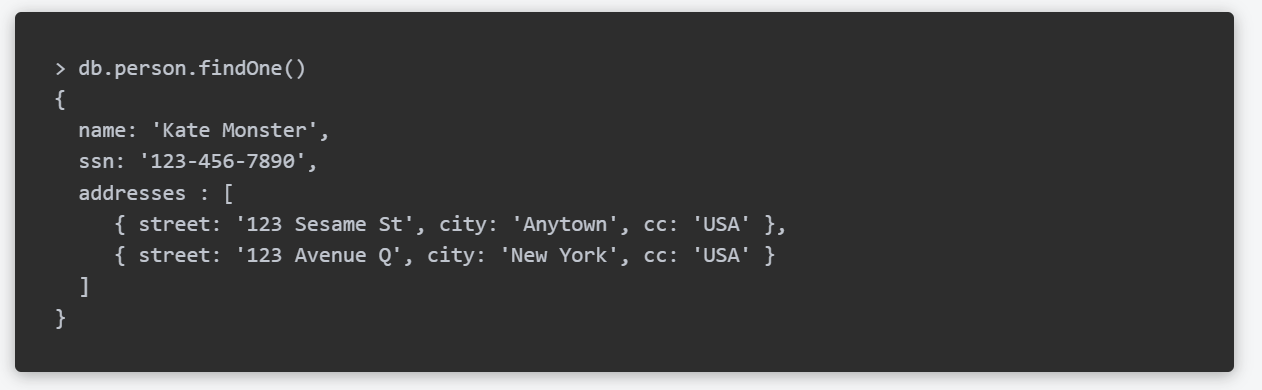 > db.person.findOne()
{
  name: 'Kate Monster',
  ssn: '123-456-7890',
  addresses : [
     { street: '123 Sesame St', city: 'Anytown', cc: 'USA' },
     { street: '123 Avenue Q', city: 'New York', cc: 'USA' }
  ]
}